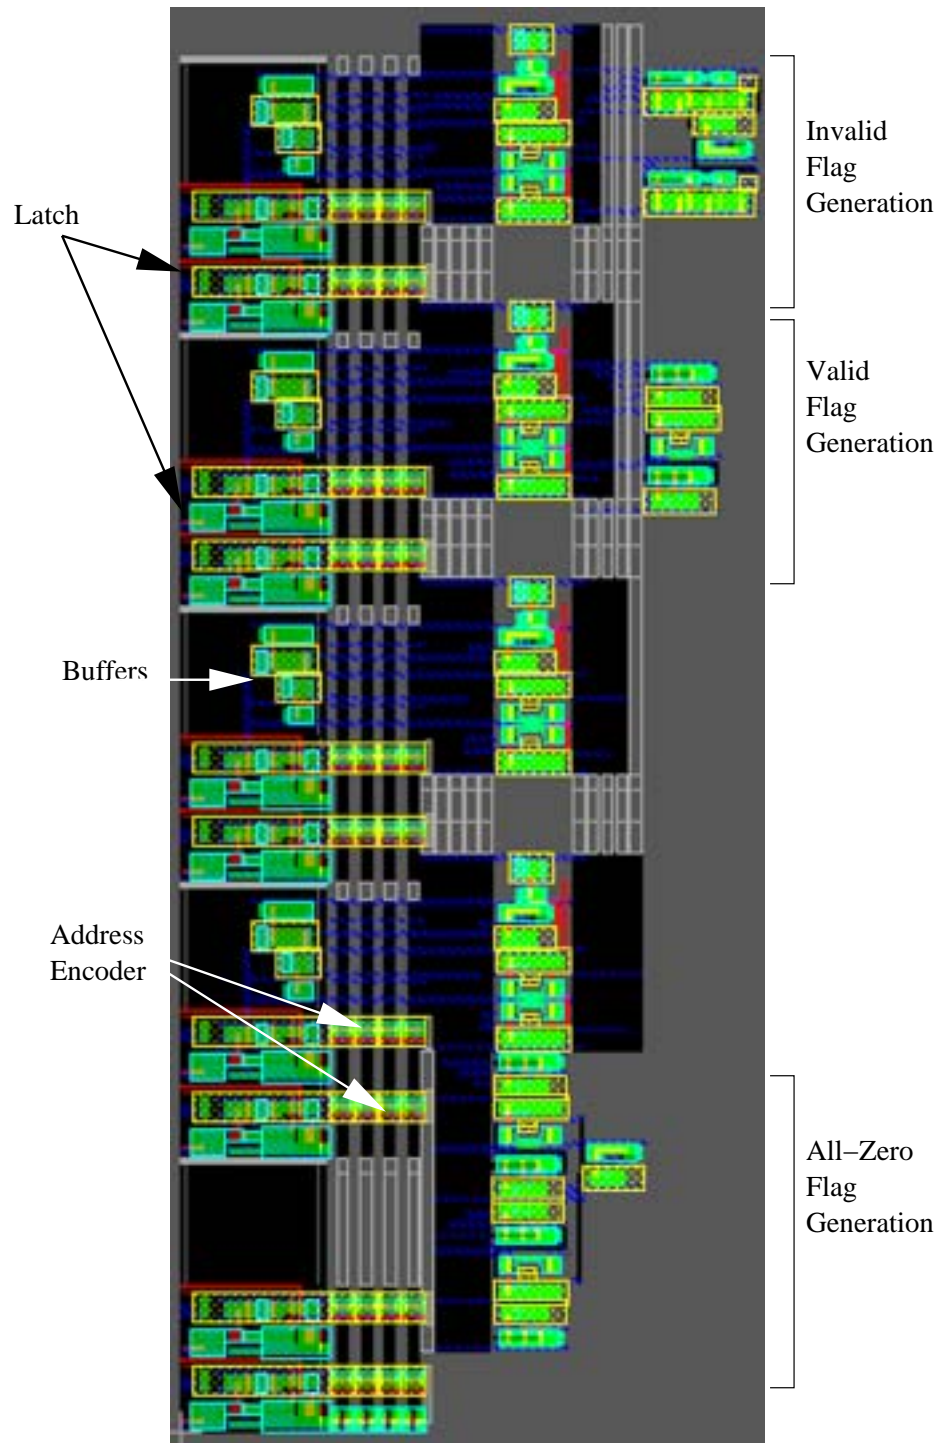 Invalid
Flag
Generation
Latch
Valid
Flag
Generation
Buffers
Address
Encoder
All−Zero
Flag
Generation